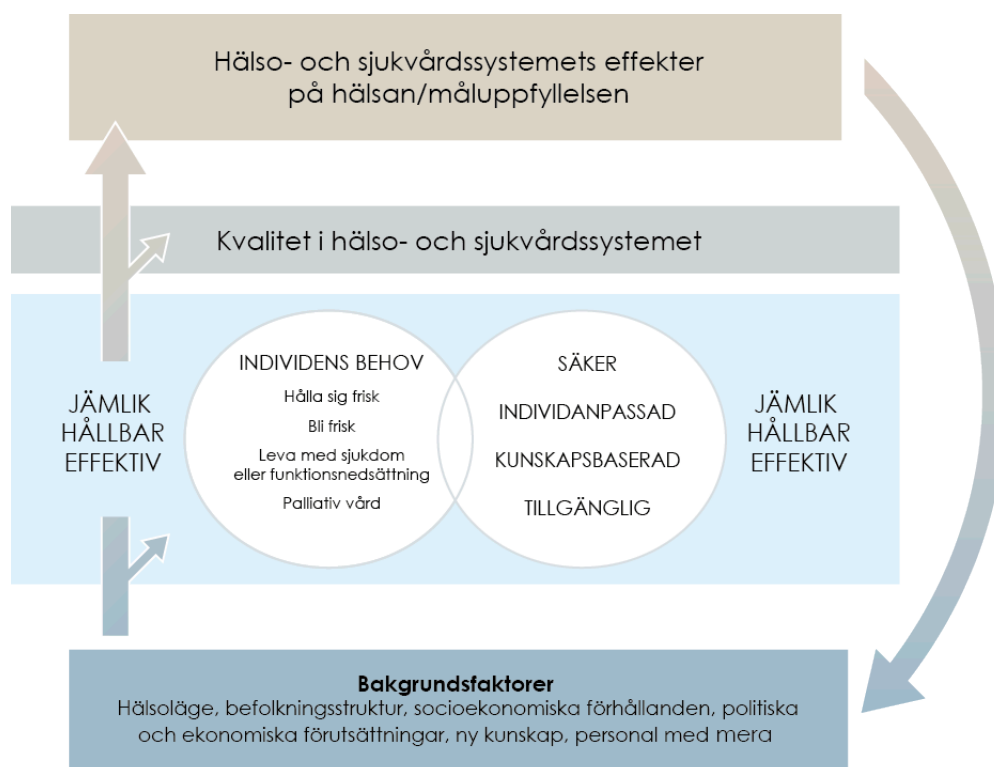 Hälso- och sjukvårdssystemets effekter
på hälsan/måluppfyllelsen
Kvalitet i hälso- och sjukvårdssystemet
JÄMLIK
HÅLLBAR
EFFEKTIV
INDIVIDENS BEHOV
Hålla sig frisk
Bli frisk
Leva med sjukdom
eller funktionsnedsättning
Palliativ vård
SÄKER
INDIVIDANPASSAD
KUNSKAPSBASERAD
TILLGÄNGLIG
JÄMLIK
HÅLLBAR
EFFEKTIV
Bakgrundsfaktorer
Hälsoläge, befolkningsstruktur, socioekonomiska förhållanden, politiska
och ekonomiska förutsättningar, ny kunskap, personal med mera